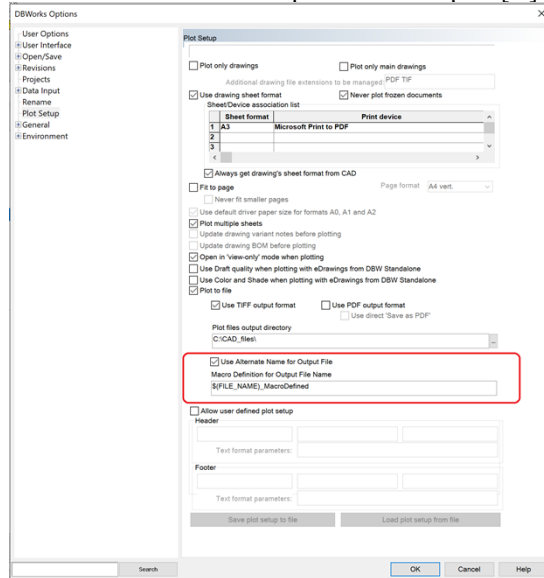 DBWorks Options
User Options
User Interface
Open/Save
Revisions
Projects
Data Input
Rename
Plot Setup
General
Environment
Search
Plot Setup
Plot only drawings
Plot only main drawings
Additional drawing file extensions to be managed: PDF TIF
Use drawing sheet format
Never plot frozen documents
Sheet/Device association list
Sheet format Print device
1 A3 Microsoft Print to PDF
2
3
Always get drawing's sheet format from CAD
Fit to page
Page format A4 vert.
Never fit smaller pages
Use default driver paper size for formats A0, A1 and A2
Plot multiple sheets
Update drawing variant notes before plotting
Update drawing BOM before plotting
Open in 'view-only' mode when plotting
Use Draft quality when plotting with eDrawings from DBW Standalone
Use Color and Shade when plotting with eDrawings from DBW Standalone
Plot to file
Use TIFF output format
Use PDF output format
Use direct 'Save as PDF'
Plot files output directory
C:\CAD_files\
...
Use Alternate Name for Output File
Macro Definition for Output File Name
$(FILE_NAME)_MacroDefined
Allow user defined plot setup
Header
Text format parameters:
Footer
Text format parameters:
Save plot setup to file
Load plot setup from file
OK
Cancel
Help